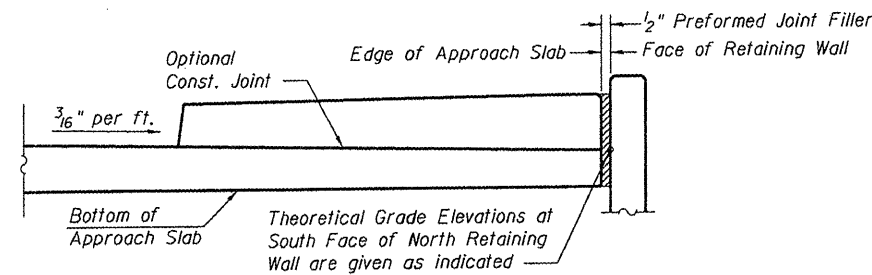 ½" Preformed Joint Filler
Edge of Approach Slab
Face of Retaining Wall
Optional
Const. Joint
3/16" per ft.
Bottom of
Approach Slab
Theoretical Grade Elevations at
South Face of North Retaining
Wall are given as indicated